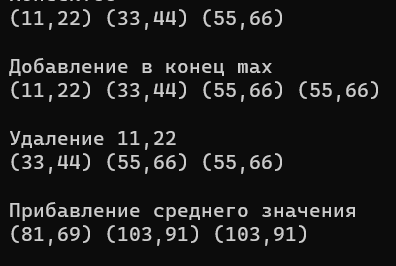 (11,22) (33,44) (55,66)
Добавление в конец max
(11,22) (33,44) (55,66) (55,66)
Удаление 11,22
(33,44) (55,66) (55,66)
Прибавление среднего значения
(81,69) (103,91) (103,91)